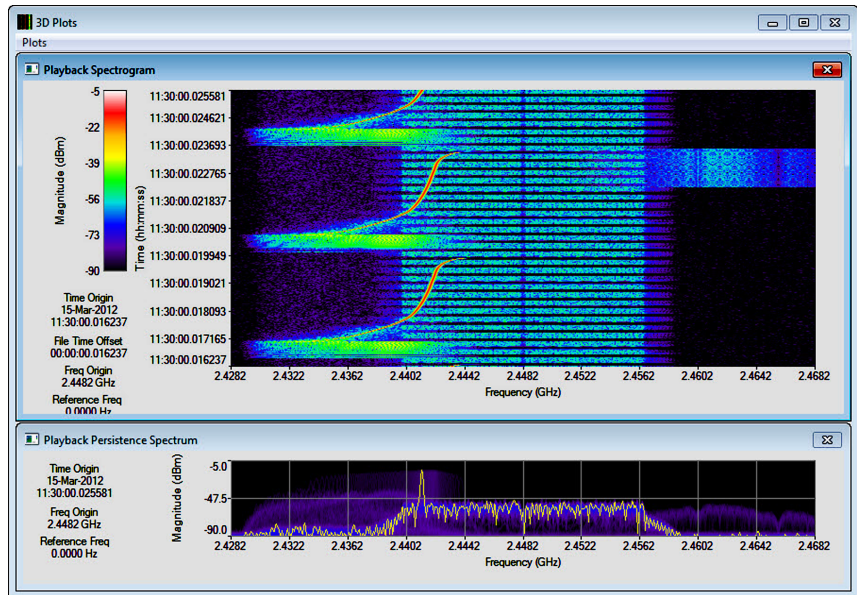 3D Plots
Plots
Playback Spectrogram
-5
-22
-39
-56
-73
-90
Magnitude (dBm)
Time (hh:mm:ss)
11:30:00.025581
11:30:00.024621
11:30:00.023693
11:30:00.022765
11:30:00.021837
11:30:00.020909
11:30:00.019949
11:30:00.019021
11:30:00.018093
11:30:00.017165
11:30:00.016237
Time Origin
15-Mar-2012
11:30:00.016237
File Time Offset
00:00:00.016237
Freq Origin
2.4482 GHz
Reference Freq
0.0000 Hz
2.4282 2.4322 2.4362 2.4402 2.4442 2.4482 2.4522 2.4562 2.4602 2.4642 2.4682
Frequency (GHz)
Playback Persistence Spectrum
Time Origin
15-Mar-2012
11:30:00.025581
Freq Origin
2.4482 GHz
Reference Freq
0.0000 Hz
Magnitude (dBm)
-5.0
-47.5
-90.0
2.4282 2.4322 2.4362 2.4402 2.4442 2.4482 2.4522 2.4562 2.4602 2.4642 2.4682
Frequency (GHz)